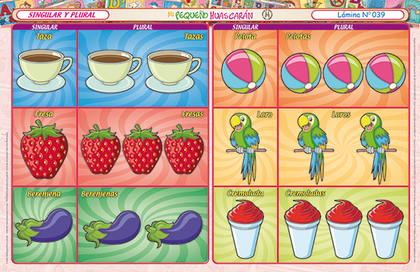 SINGULAR Y PLURAL
PEQUEÑO HUASCARÁN
Lámina Nº 039
SINGULAR
PLURAL
Taza
Tazas
Fresa
Fresas
Berenjena
Berenjenas
SINGULAR
PLURAL
Pelota
Pelotas
Loro
Loros
Cremolada
Cremoladas